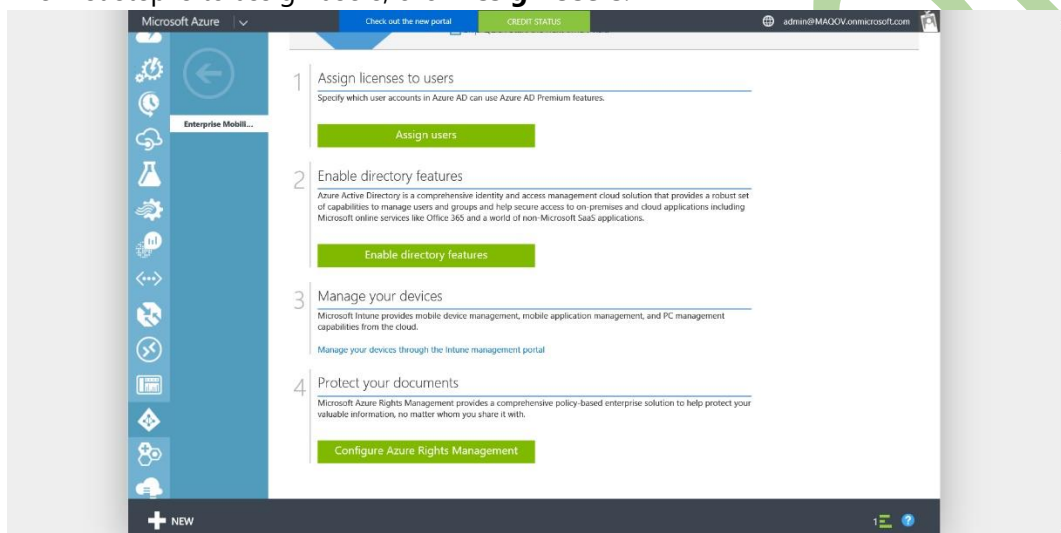 Microsoft Azure
Check out the new portal
CREDIT STATUS
admin@MAQOV.onmicrosoft.com
Enterprise Mobili...
1
Assign licenses to users
Specify which user accounts in Azure AD can use Azure AD Premium features.
Assign users
2
Enable directory features
Azure Active Directory is a comprehensive identity and access management cloud solution that provides a robust set
of capabilities to manage users and groups and help secure access to on-premises and cloud applications including
Microsoft online services like Office 365 and a world of non-Microsoft SaaS applications.
Enable directory features
3
Manage your devices
Microsoft Intune provides mobile device management, mobile application management, and PC management
capabilities from the cloud.
Manage your devices through the Intune management portal
4
Protect your documents
Microsoft Azure Rights Management provides a comprehensive policy-based enterprise solution to help protect your
valuable information, no matter whom you share it with.
Configure Azure Rights Management
NEW
1
?